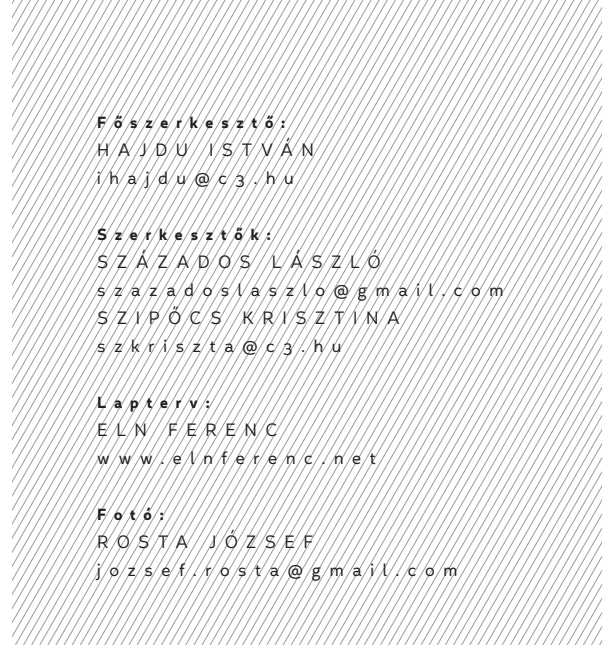 Főszerkesztő:
HAJDU ISTVÁN
ihajdu@c3.hu
Szerkesztők:
SZÁZADOS LÁSZLÓ
szazadoslaszlo@gmail.com
SZIPŐCS KRISZTINA
szkriszta@c3.hu
Lapterv:
ELN FERENC
www.elnferenc.net
Fotó:
ROSTA JÓZSEF
jozsef.rosta@gmail.com